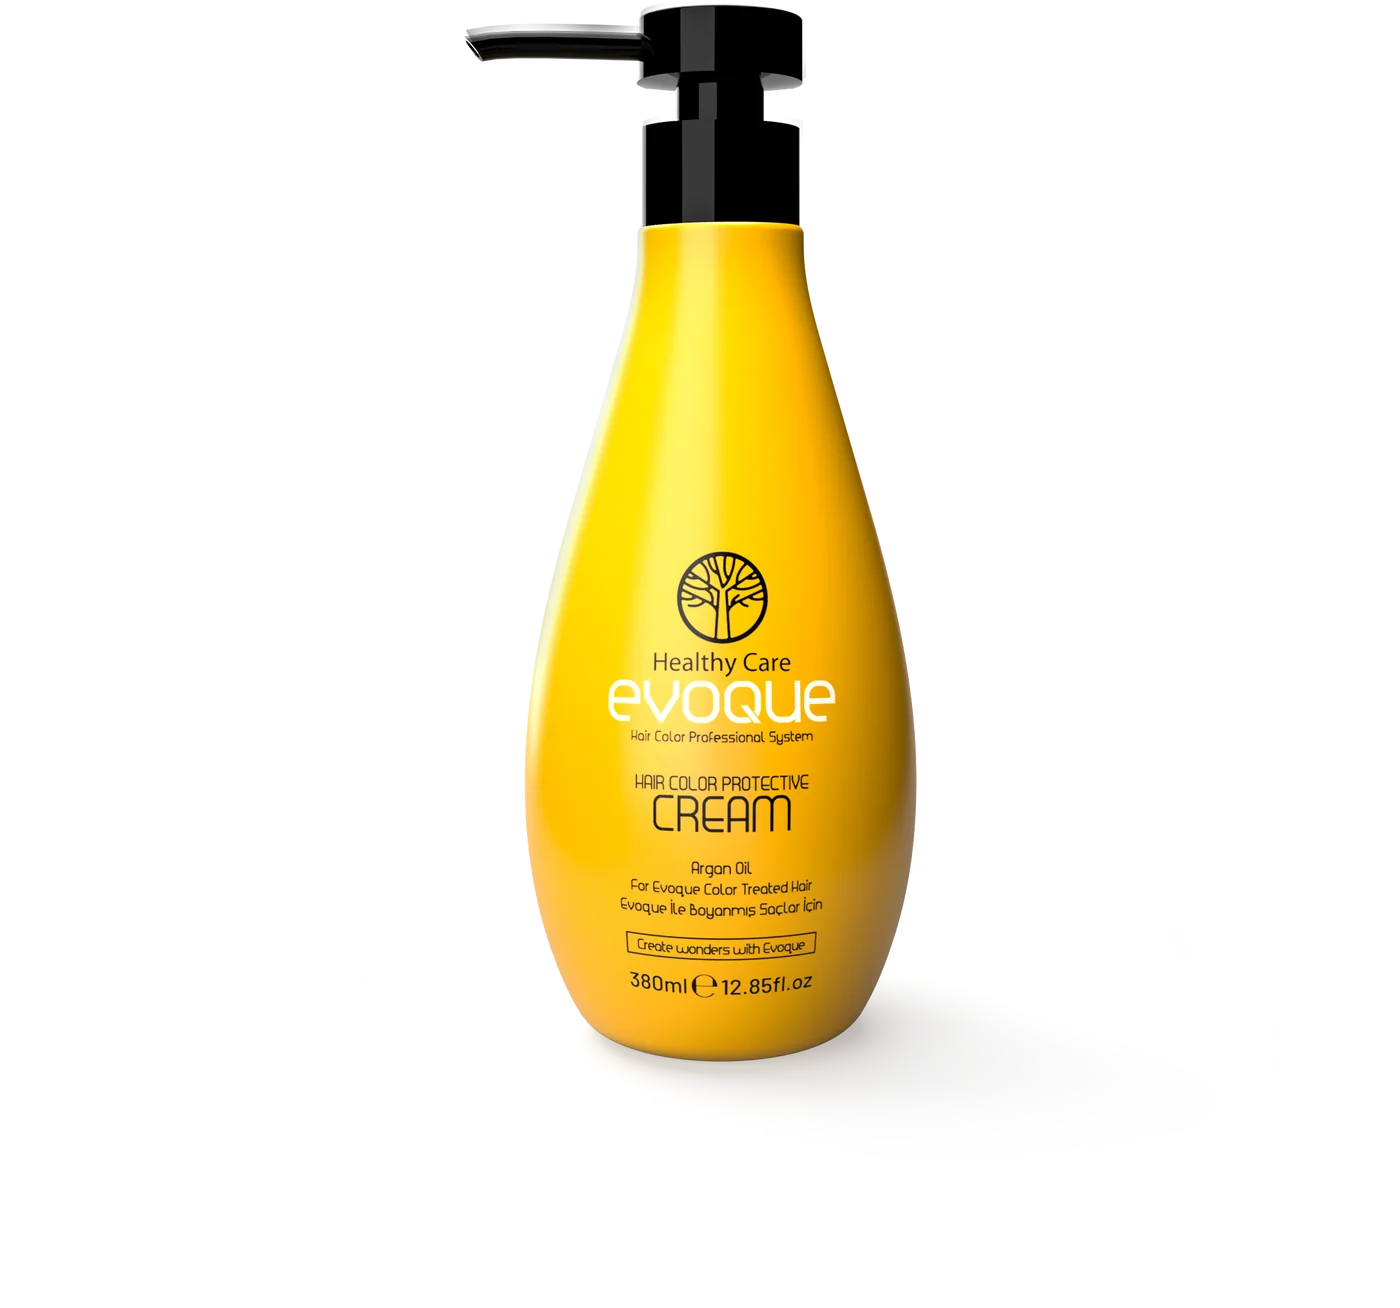 Healthy Care
evoque
Hair Color Professional System
HAIR COLOR PROTECTIVE
CREAM
Argan Oil
For Evoque Color Treated Hair
Evoque İle Boyanmış Saçlar İçin
Create wonders with Evoque
380ml ℮ 12.85fl.oz